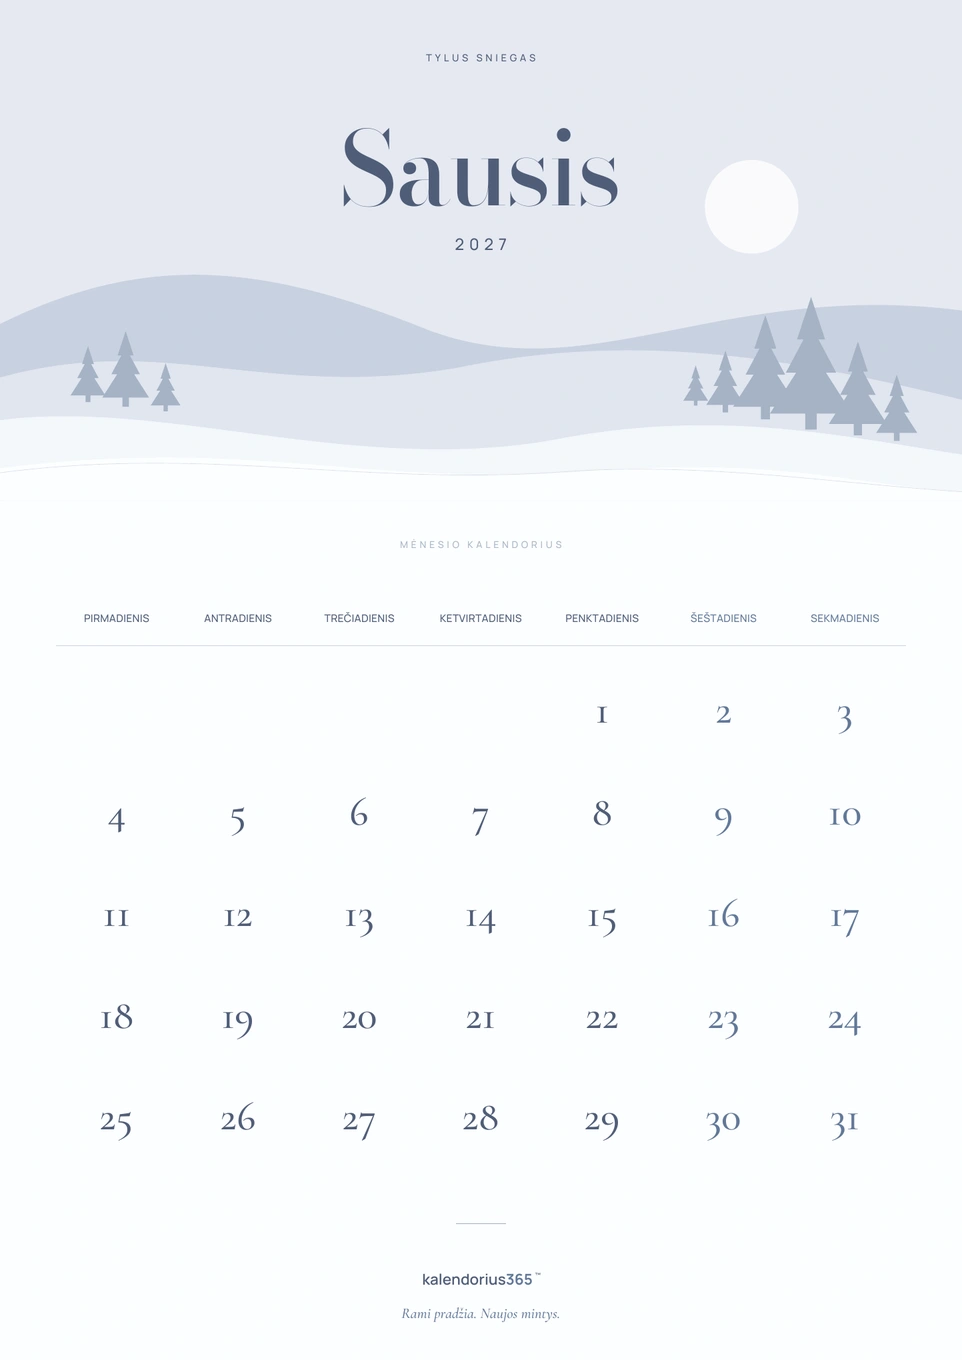 TYLUS SNIEGAS
Sausis
2027
MĖNESIO KALENDORIUS
PIRMADIENIS ANTRADIENIS TREČIADIENIS KETVIRTADIENIS PENKTADIENIS ŠEŠTADIENIS SEKMADIENIS
1 2 3
4 5 6 7 8 9 10
11 12 13 14 15 16 17
18 19 20 21 22 23 24
25 26 27 28 29 30 31
kalendorius365™
Rami pradžia. Naujos mintys.